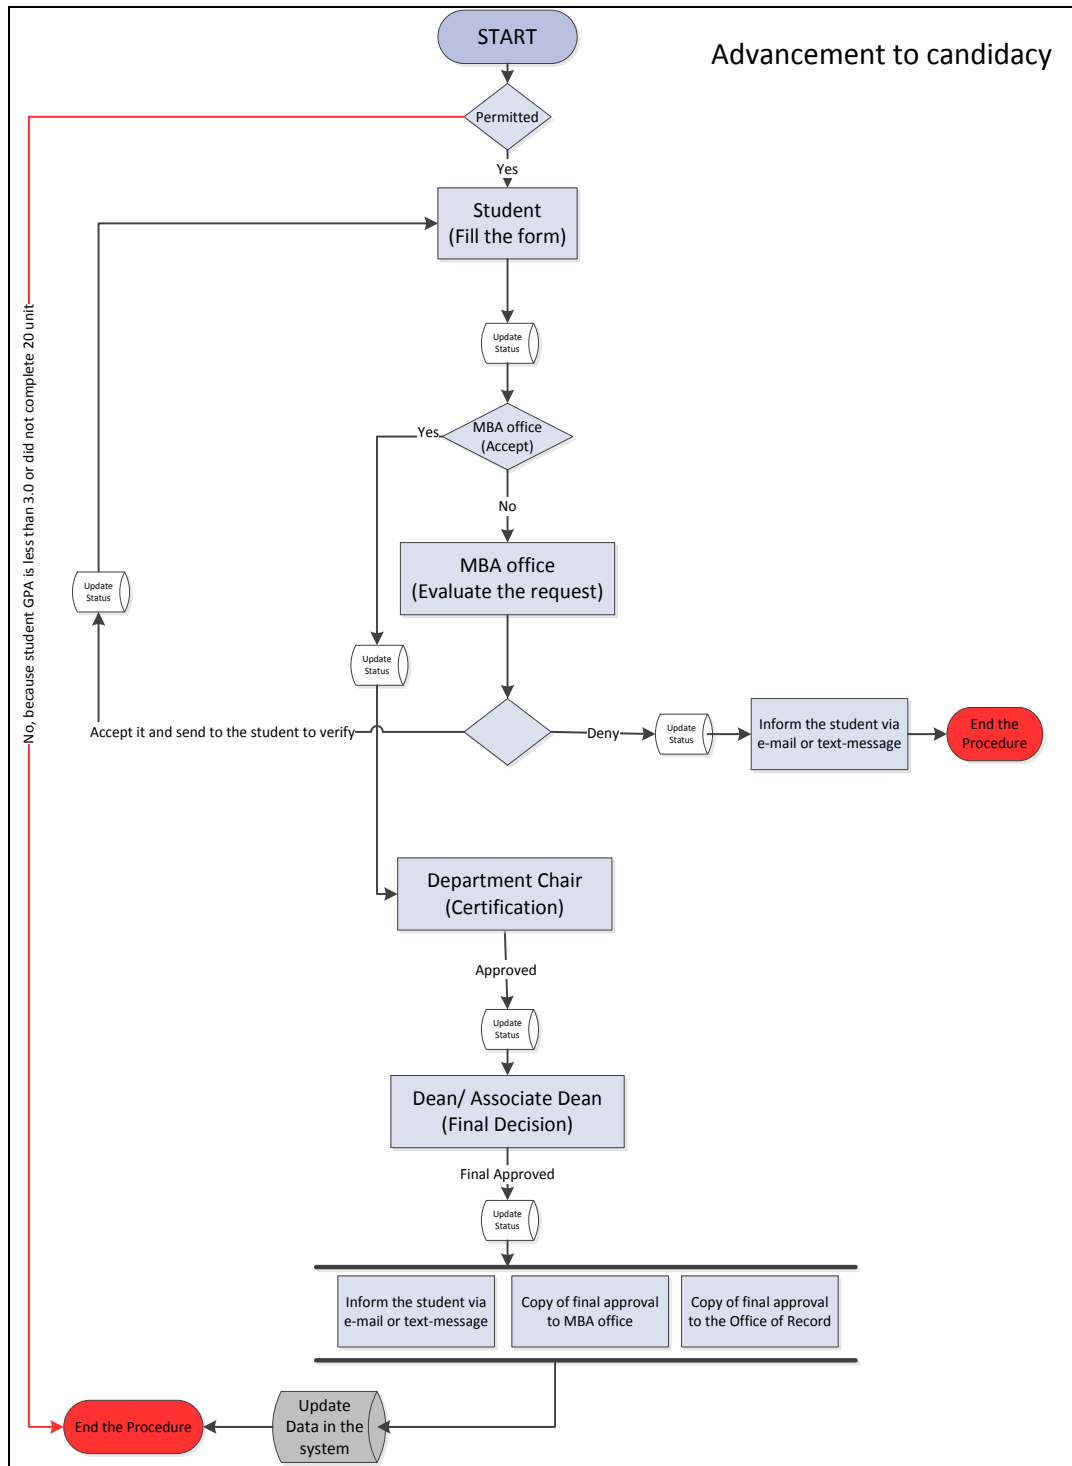 START
Advancement to candidacy
Permitted
Yes
Student
(Fill the form)
No, because student GPA is less than 3.0 or did not complete 20 unit
Update
Status
MBA office
(Accept)
Yes
No
MBA office
(Evaluate the request)
Update
Status
Update
Status
Accept it and send to the student to verify
Deny
Update
Status
Inform the student via
e-mail or text-message
End the
Procedure
Department Chair
(Certification)
Approved
Update
Status
Dean/ Associate Dean
(Final Decision)
Final Approved
Update
Status
Inform the student via
e-mail or text-message
Copy of final approval
to MBA office
Copy of final approval
to the Office of Record
End the Procedure
Update
Data in the
system